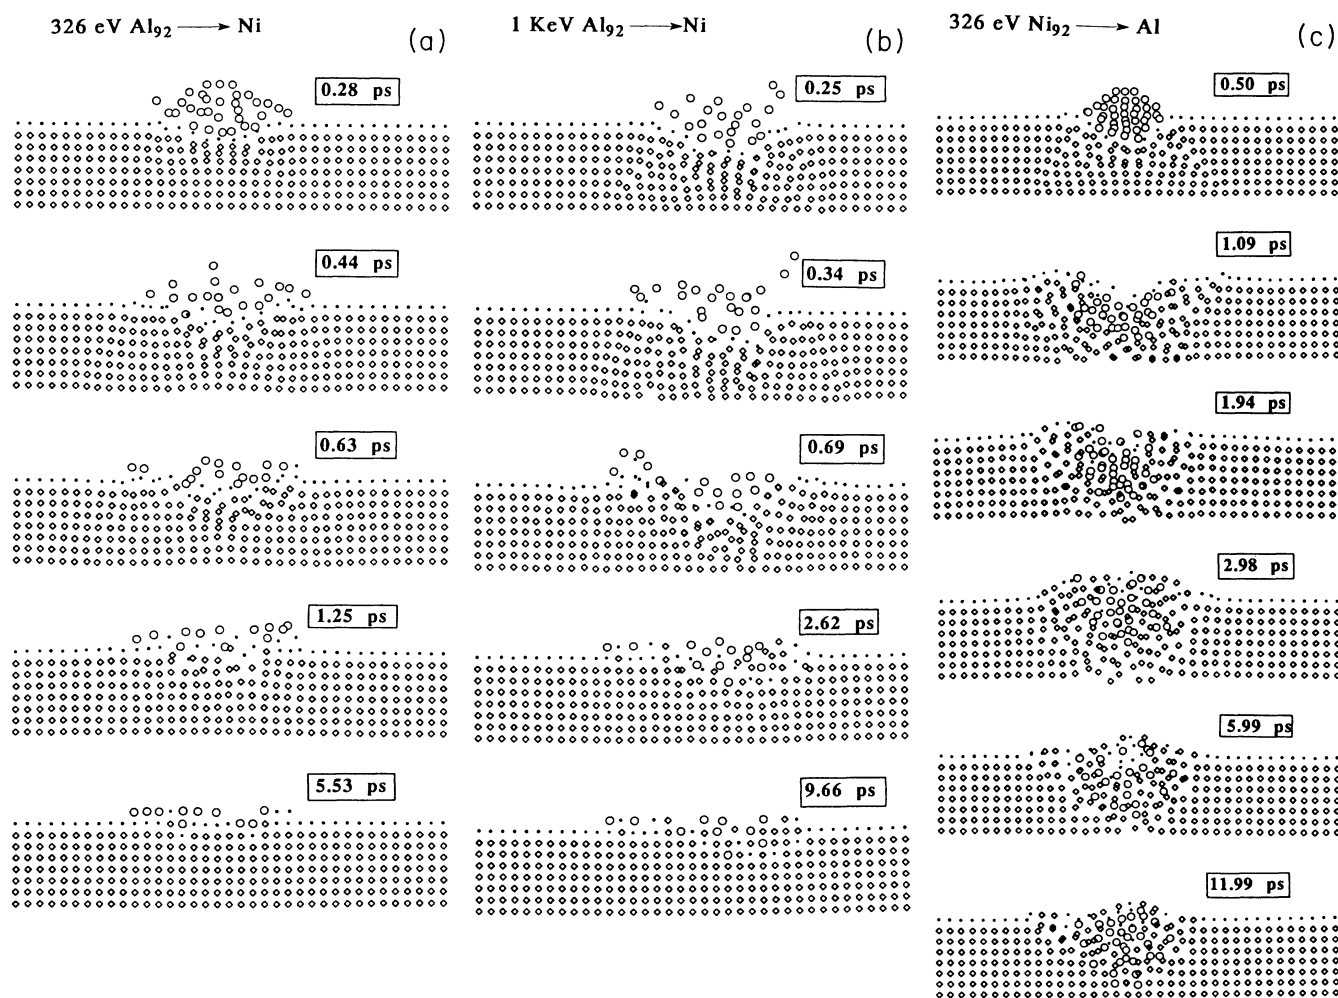 326 eV Al92 → Ni
(a)
0.28 ps
0.44 ps
0.63 ps
1.25 ps
5.53 ps
1 KeV Al92 → Ni
(b)
0.25 ps
0.34 ps
0.69 ps
2.62 ps
9.66 ps
326 eV Ni92 → Al
(c)
0.50 ps
1.09 ps
1.94 ps
2.98 ps
5.99 ps
11.99 ps